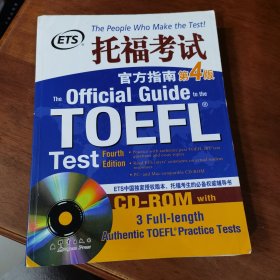 The People Who Make the Test!
ETS
托福考试
官方指南 第4版
The Official Guide to the
TOEFL®
Test
Fourth
Edition
ETS中国独家授权版本，托福考生的必备权威辅导书
CD-ROM with
3 Full-length
Authentic TOEFL® Practice Tests